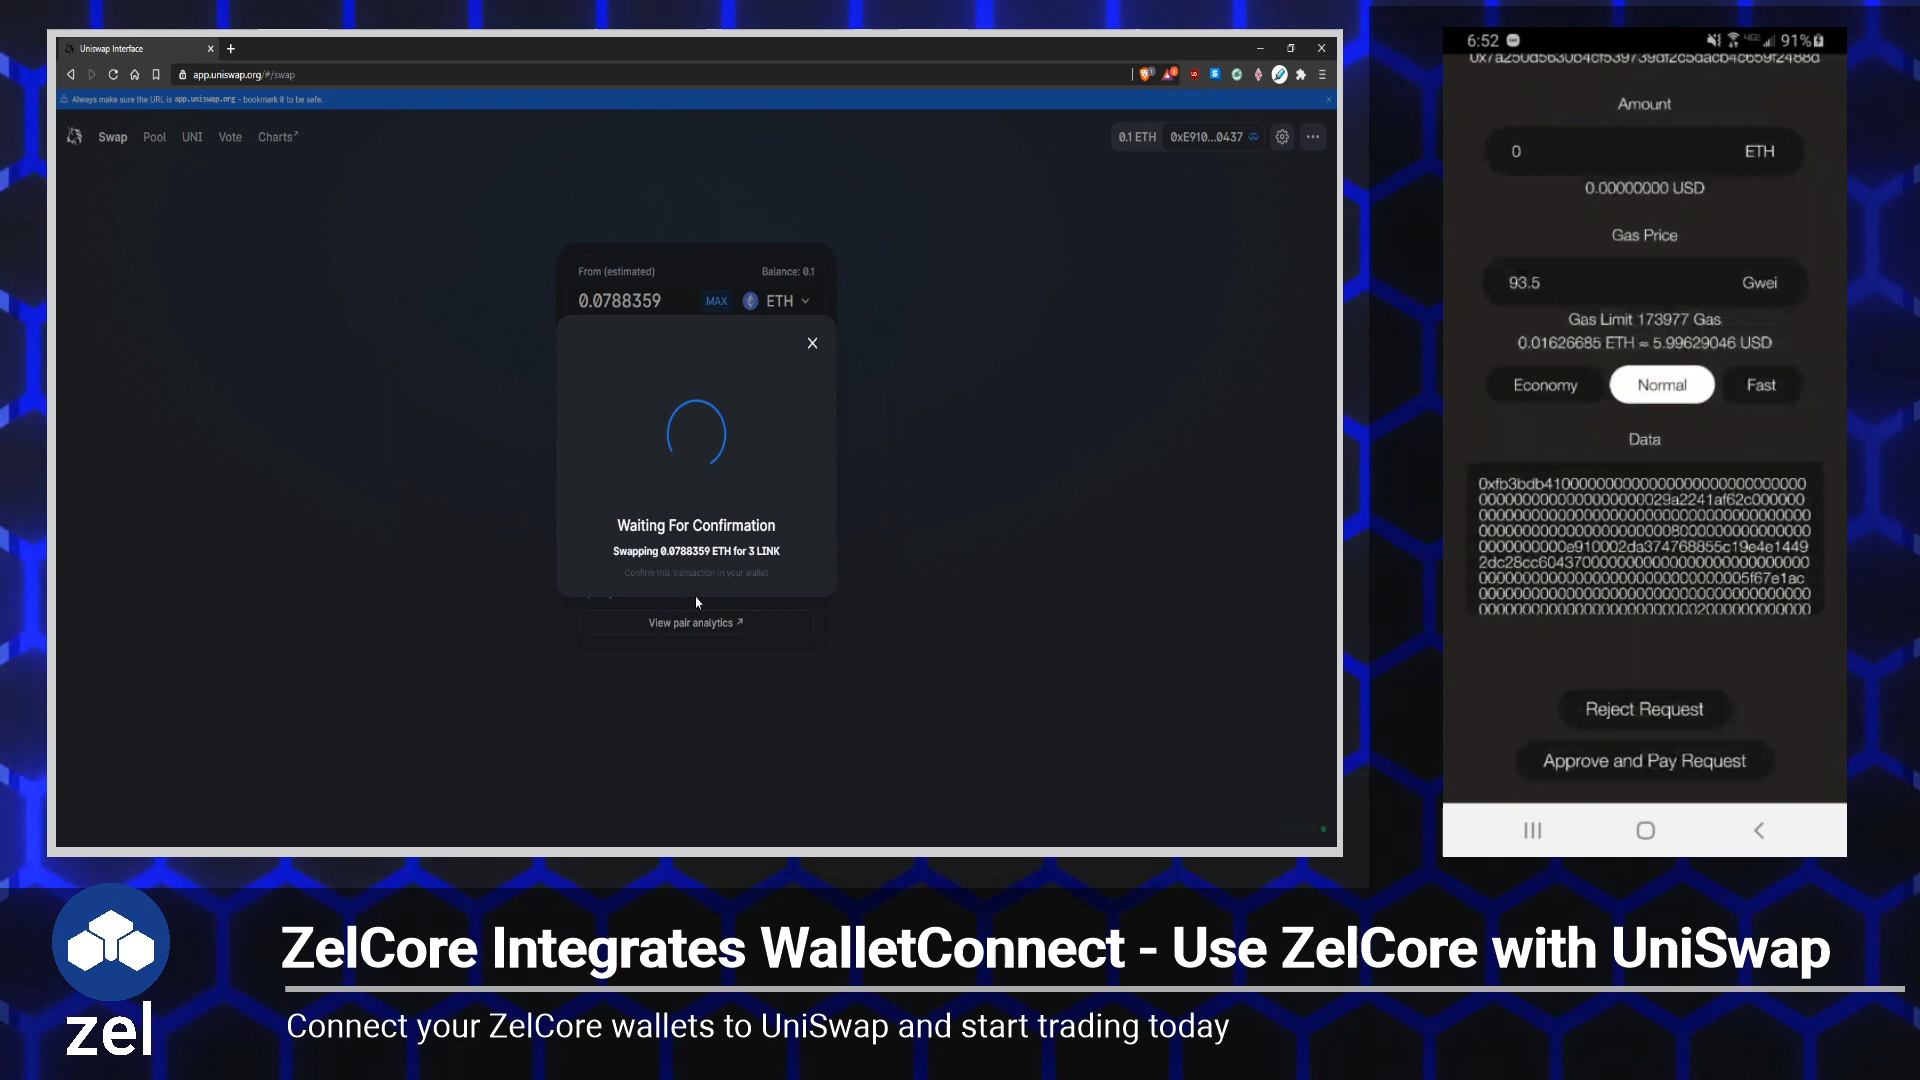 Uniswap Interface
app.uniswap.org/#/swap
Always make sure the URL is app.uniswap.org - bookmark it to be safe.
Swap Pool UNI Vote Charts↗
0.1 ETH 0xE910...0437
From (estimated) Balance: 0.1
0.0788359 MAX ETH
Waiting For Confirmation
Swapping 0.0788359 ETH for 3 LINK
Confirm this transaction in your wallet
View pair analytics ↗
6:52 91%
0x7a250d5630b4cf539739df2c5dacb4c659f2488d
Amount
0 ETH
0.00000000 USD
Gas Price
93.5 Gwei
Gas Limit 173977 Gas
0.01626685 ETH ≈ 5.99629046 USD
Economy Normal Fast
Data
Reject Request
Approve and Pay Request
ZelCore Integrates WalletConnect - Use ZelCore with UniSwap
Connect your ZelCore wallets to UniSwap and start trading today
zel